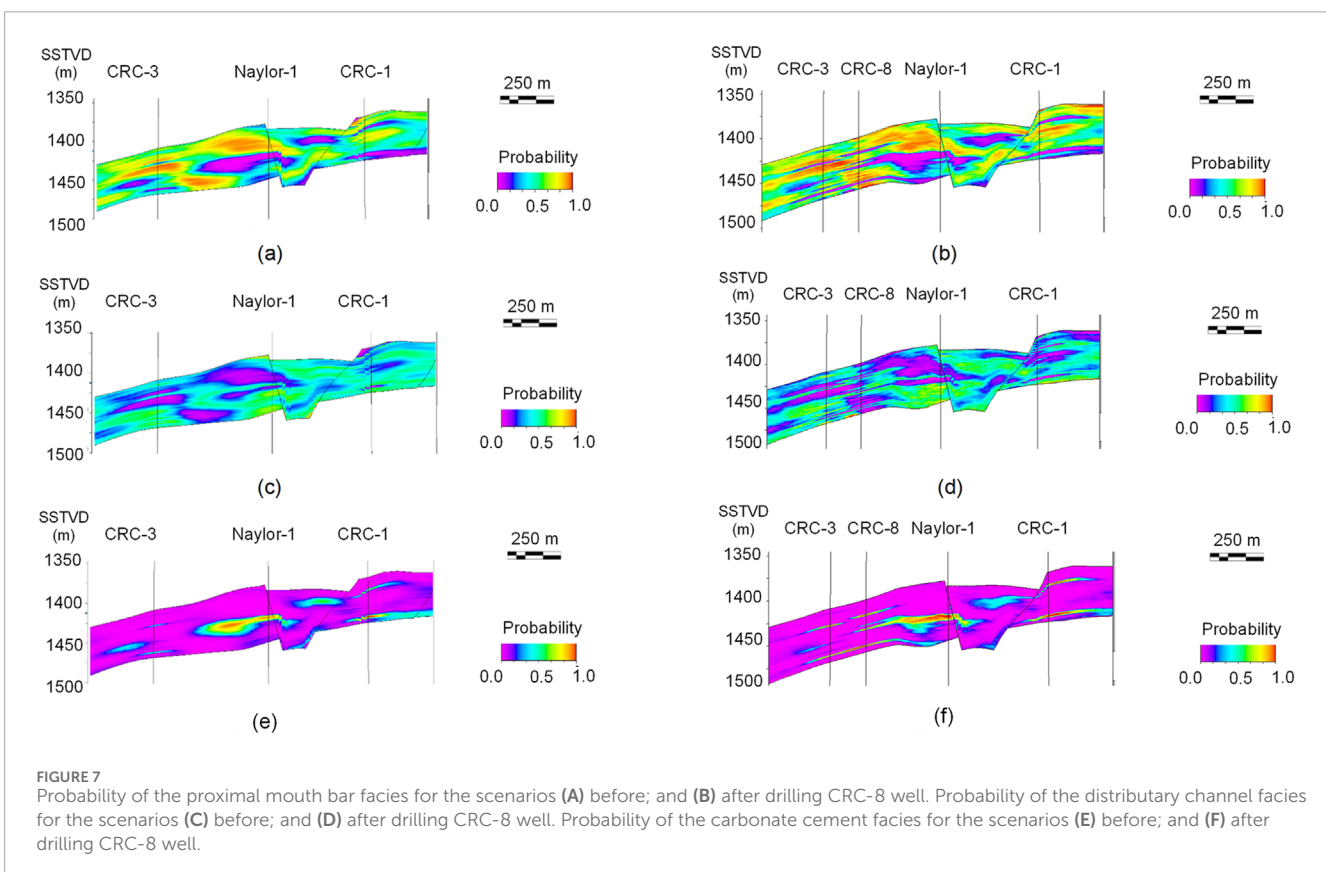 SSTVD
(m)
CRC-3 Naylor-1 CRC-1
250 m
1350
1400
1450
1500
Probability
0.0 0.5 1.0
(a)
SSTVD
(m)
CRC-3 CRC-8 Naylor-1 CRC-1
250 m
1350
1400
1450
1500
Probability
0.0 0.5 1.0
(b)
SSTVD
(m)
CRC-3 Naylor-1 CRC-1
250 m
1350
1400
1450
1500
Probability
0.0 0.5 1.0
(c)
SSTVD
(m)
CRC-3 CRC-8 Naylor-1 CRC-1
250 m
1350
1400
1450
1500
Probability
0.0 0.5 1.0
(d)
SSTVD
(m)
CRC-3 Naylor-1 CRC-1
250 m
1350
1400
1450
1500
Probability
0.0 0.5 1.0
(e)
SSTVD
(m)
CRC-3 CRC-8 Naylor-1 CRC-1
250 m
1350
1400
1450
1500
Probability
0.0 0.5 1.0
(f)
FIGURE 7
Probability of the proximal mouth bar facies for the scenarios (A) before; and (B) after drilling CRC-8 well. Probability of the distributary channel facies
for the scenarios (C) before; and (D) after drilling CRC-8 well. Probability of the carbonate cement facies for the scenarios (E) before; and (F) after
drilling CRC-8 well.